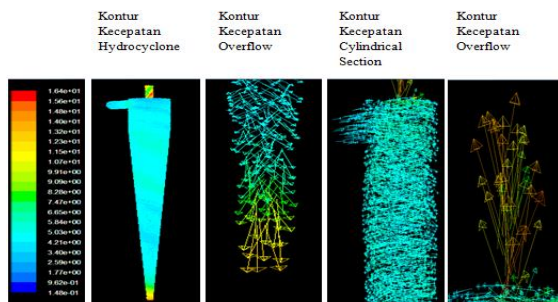 Kontur
Kecepatan
Hydrocyclone
Kontur
Kecepatan
Overflow
Kontur
Kecepatan
Cylindrical
Section
Kontur
Kecepatan
Overflow
1.64e+01
1.56e+01
1.48e+01
1.40e+01
1.32e+01
1.23e+01
1.15e+01
1.07e+01
9.91e+00
9.09e+00
8.28e+00
7.47e+00
6.65e+00
5.84e+00
5.03e+00
4.21e+00
3.40e+00
2.59e+00
1.77e+00
9.62e-01
1.48e-01